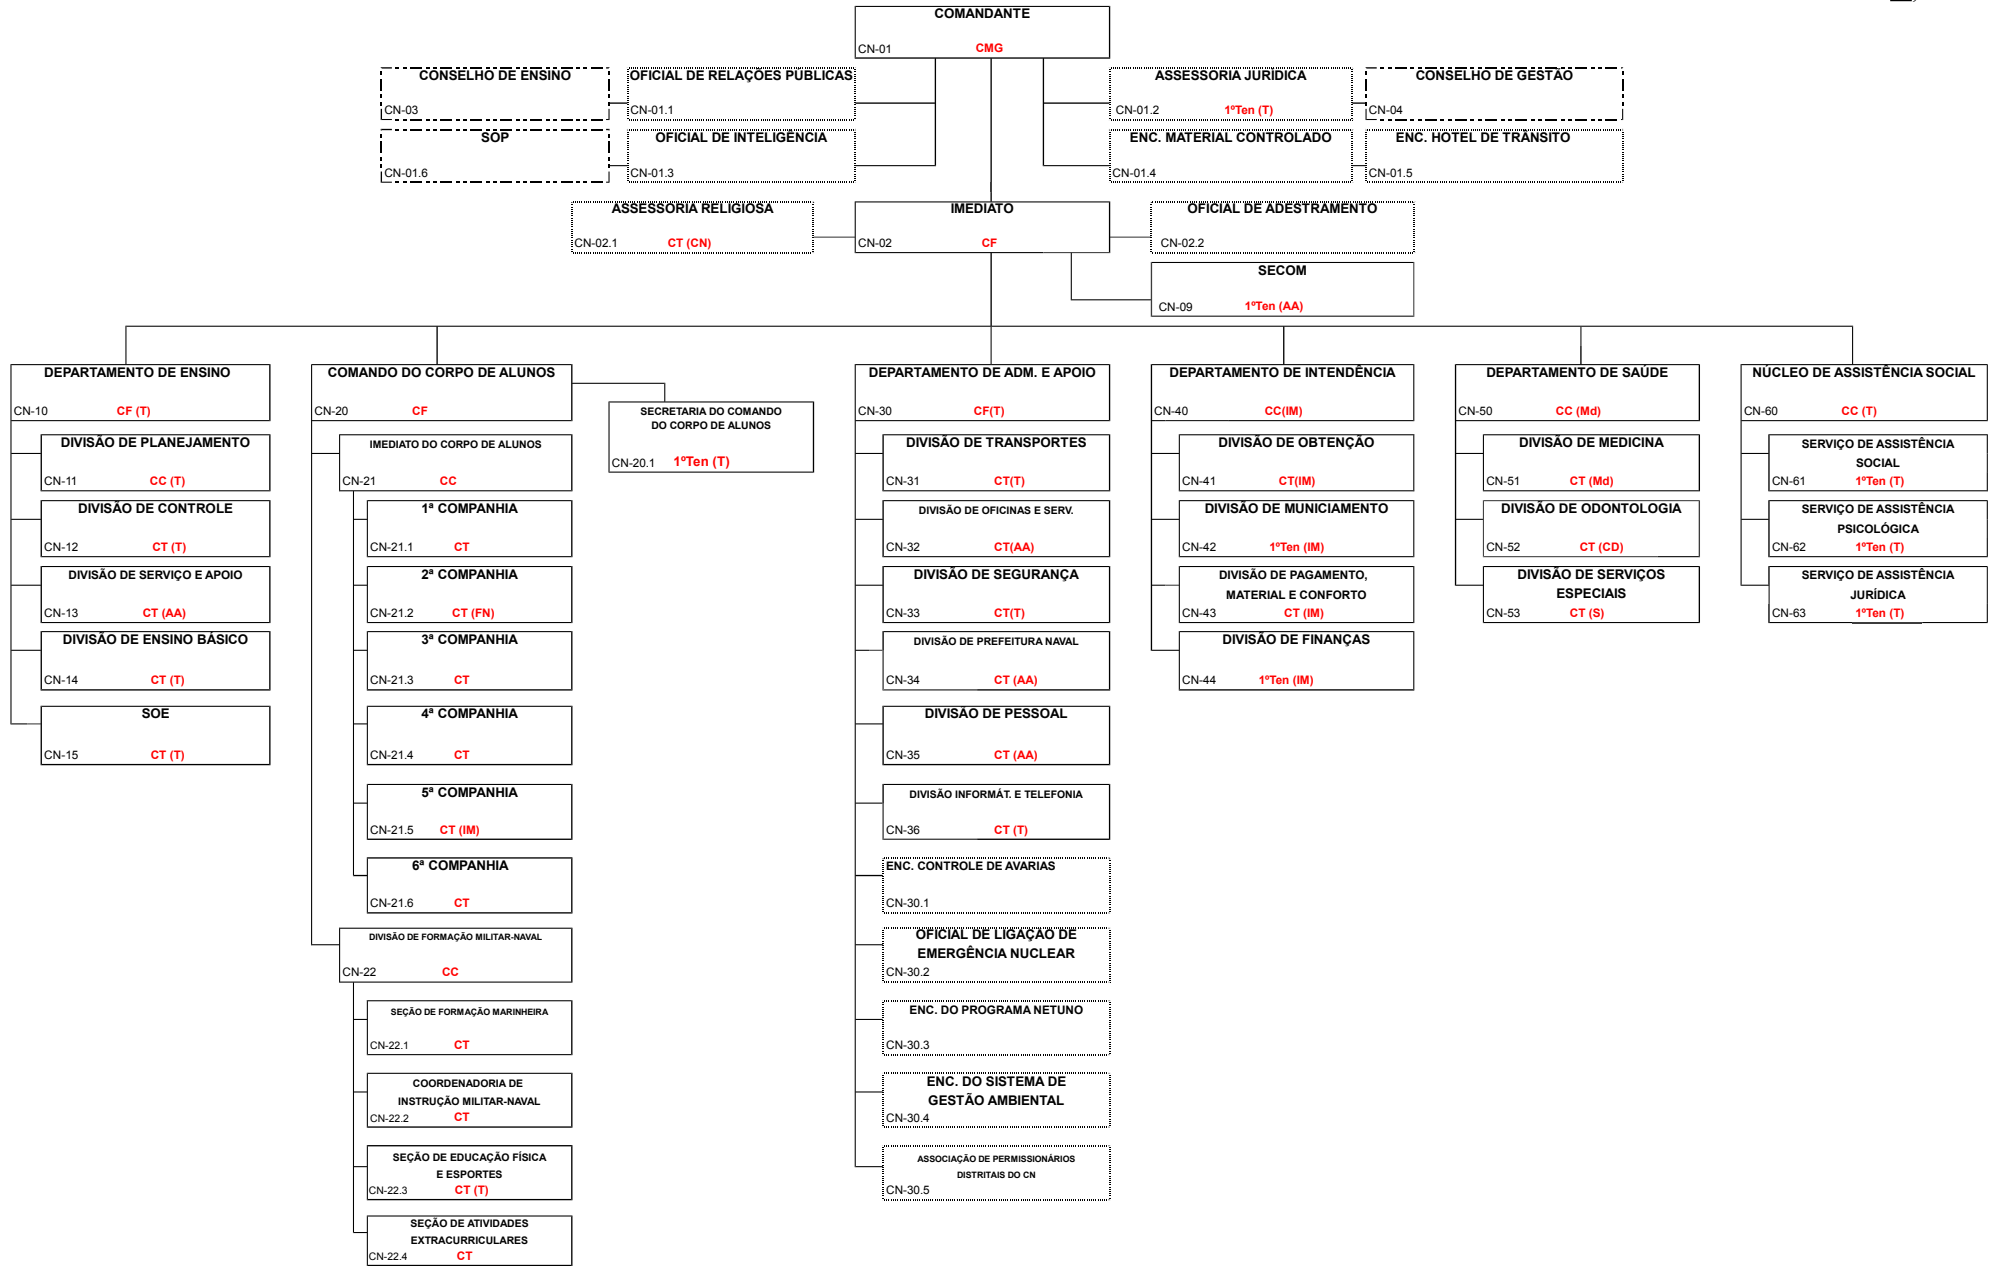 COMANDANTE
CN-01 CMG
CONSELHO DE ENSINO
CN-03
OFICIAL DE RELAÇÕES PÚBLICAS
CN-01.1
ASSESSORIA JURÍDICA
CN-01.2 1ºTen (T)
CONSELHO DE GESTÃO
CN-04
SOP
CN-01.6
OFICIAL DE INTELIGÊNCIA
CN-01.3
ENC. MATERIAL CONTROLADO
CN-01.4
ENC. HOTEL DE TRÂNSITO
CN-01.5
ASSESSORIA RELIGIOSA
CN-02.1 CT (CN)
IMEDIATO
CN-02 CF
OFICIAL DE ADESTRAMENTO
CN-02.2
SECOM
CN-09 1ºTen (AA)
DEPARTAMENTO DE ENSINO
CN-10 CF (T)
DIVISÃO DE PLANEJAMENTO
CN-11 CC (T)
DIVISÃO DE CONTROLE
CN-12 CT (T)
DIVISÃO DE SERVIÇO E APOIO
CN-13 CT (AA)
DIVISÃO DE ENSINO BÁSICO
CN-14 CT (T)
SOE
CN-15 CT (T)
COMANDO DO CORPO DE ALUNOS
CN-20 CF
SECRETARIA DO COMANDO
DO CORPO DE ALUNOS
CN-20.1 1ºTen (T)
IMEDIATO DO CORPO DE ALUNOS
CN-21 CC
1ª COMPANHIA
CN-21.1 CT
2ª COMPANHIA
CN-21.2 CT (FN)
3ª COMPANHIA
CN-21.3 CT
4ª COMPANHIA
CN-21.4 CT
5ª COMPANHIA
CN-21.5 CT (IM)
6ª COMPANHIA
CN-21.6 CT
DIVISÃO DE FORMAÇÃO MILITAR-NAVAL
CN-22 CC
SEÇÃO DE FORMAÇÃO MARINHEIRA
CN-22.1 CT
COORDENADORIA DE
INSTRUÇÃO MILITAR-NAVAL
CN-22.2 CT
SEÇÃO DE EDUCAÇÃO FÍSICA
E ESPORTES
CN-22.3 CT (T)
SEÇÃO DE ATIVIDADES
EXTRACURRICULARES
CN-22.4 CT
DEPARTAMENTO DE ADM. E APOIO
CN-30 CF(T)
DIVISÃO DE TRANSPORTES
CN-31 CT(T)
DIVISÃO DE OFICINAS E SERV.
CN-32 CT(AA)
DIVISÃO DE SEGURANÇA
CN-33 CT(T)
DIVISÃO DE PREFEITURA NAVAL
CN-34 CT (AA)
DIVISÃO DE PESSOAL
CN-35 CT (AA)
DIVISÃO INFORMÁT. E TELEFONIA
CN-36 CT (T)
ENC. CONTROLE DE AVARIAS
CN-30.1
OFICIAL DE LIGAÇÃO DE
EMERGÊNCIA NUCLEAR
CN-30.2
ENC. DO PROGRAMA NETUNO
CN-30.3
ENC. DO SISTEMA DE
GESTÃO AMBIENTAL
CN-30.4
ASSOCIAÇÃO DE PERMISSIONÁRIOS
DISTRITAIS DO CN
CN-30.5
DEPARTAMENTO DE INTENDÊNCIA
CN-40 CC(IM)
DIVISÃO DE OBTENÇÃO
CN-41 CT(IM)
DIVISÃO DE MUNICIAMENTO
CN-42 1ºTen (IM)
DIVISÃO DE PAGAMENTO,
MATERIAL E CONFORTO
CN-43 CT (IM)
DIVISÃO DE FINANÇAS
CN-44 1ºTen (IM)
DEPARTAMENTO DE SAÚDE
CN-50 CC (Md)
DIVISÃO DE MEDICINA
CN-51 CT (Md)
DIVISÃO DE ODONTOLOGIA
CN-52 CT (CD)
DIVISÃO DE SERVIÇOS
ESPECIAIS
CN-53 CT (S)
NÚCLEO DE ASSISTÊNCIA SOCIAL
CN-60 CC (T)
SERVIÇO DE ASSISTÊNCIA
SOCIAL
CN-61 1ºTen (T)
SERVIÇO DE ASSISTÊNCIA
PSICOLÓGICA
CN-62 1ºTen (T)
SERVIÇO DE ASSISTÊNCIA
JURÍDICA
CN-63 1ºTen (T)